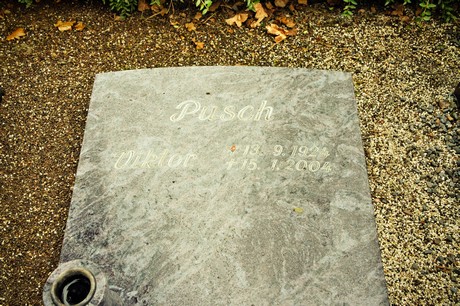 Pusch
Viktor * 13. 9. 1924
† 15. 1. 2004